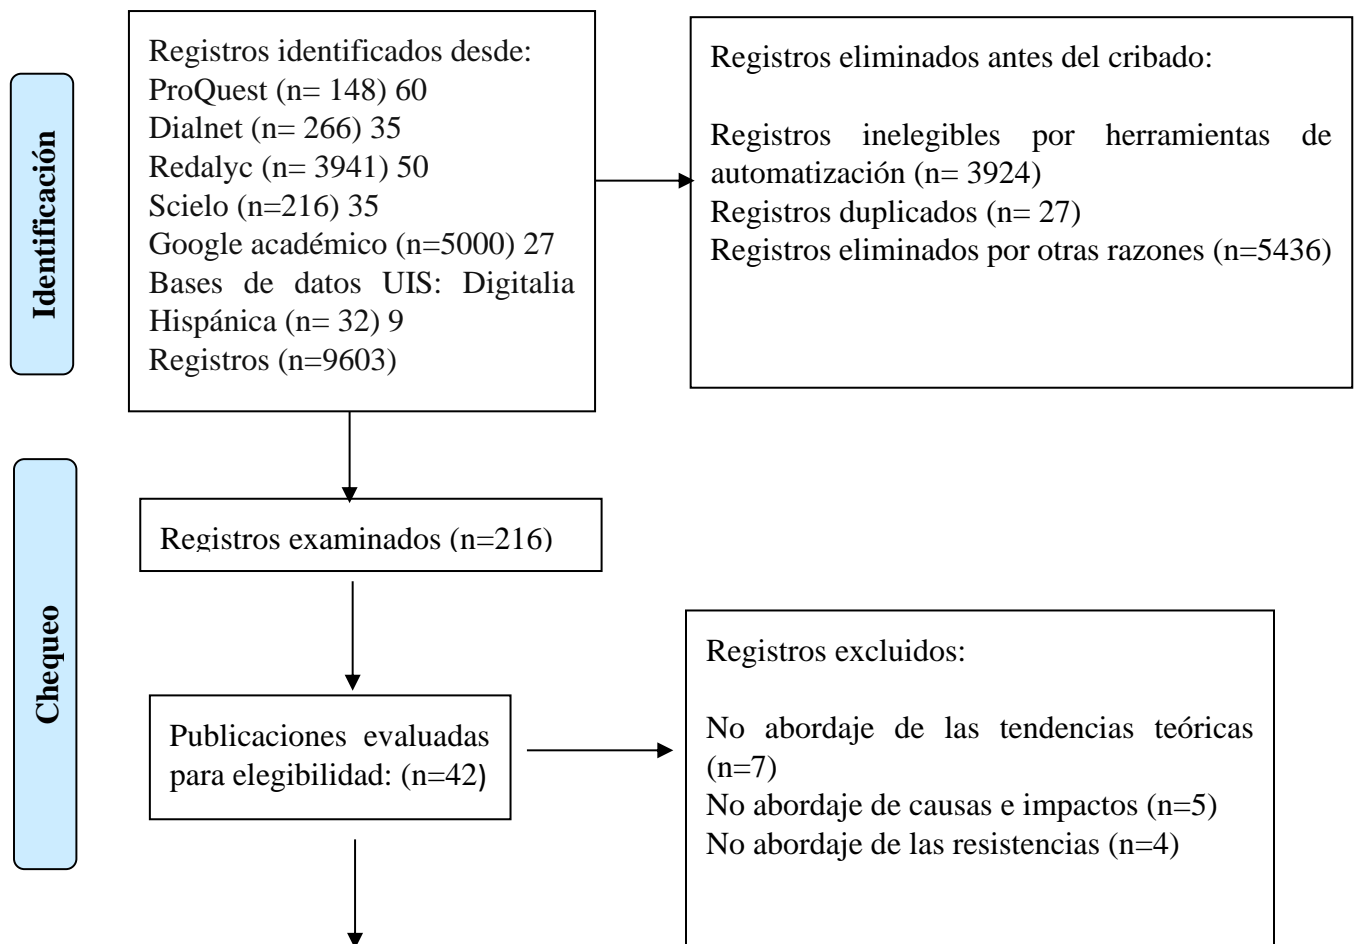 Identificación
Registros identificados desde:
ProQuest (n= 148) 60
Dialnet (n= 266) 35
Redalyc (n= 3941) 50
Scielo (n=216) 35
Google académico (n=5000) 27
Bases de datos UIS: Digitalia
Hispánica (n= 32) 9
Registros (n=9603)
Registros eliminados antes del cribado:
Registros inelegibles por herramientas de
automatización (n= 3924)
Registros duplicados (n= 27)
Registros eliminados por otras razones (n=5436)
Chequeo
Registros examinados (n=216)
Publicaciones evaluadas
para elegibilidad: (n=42)
Registros excluidos:
No abordaje de las tendencias teóricas
(n=7)
No abordaje de causas e impactos (n=5)
No abordaje de las resistencias (n=4)